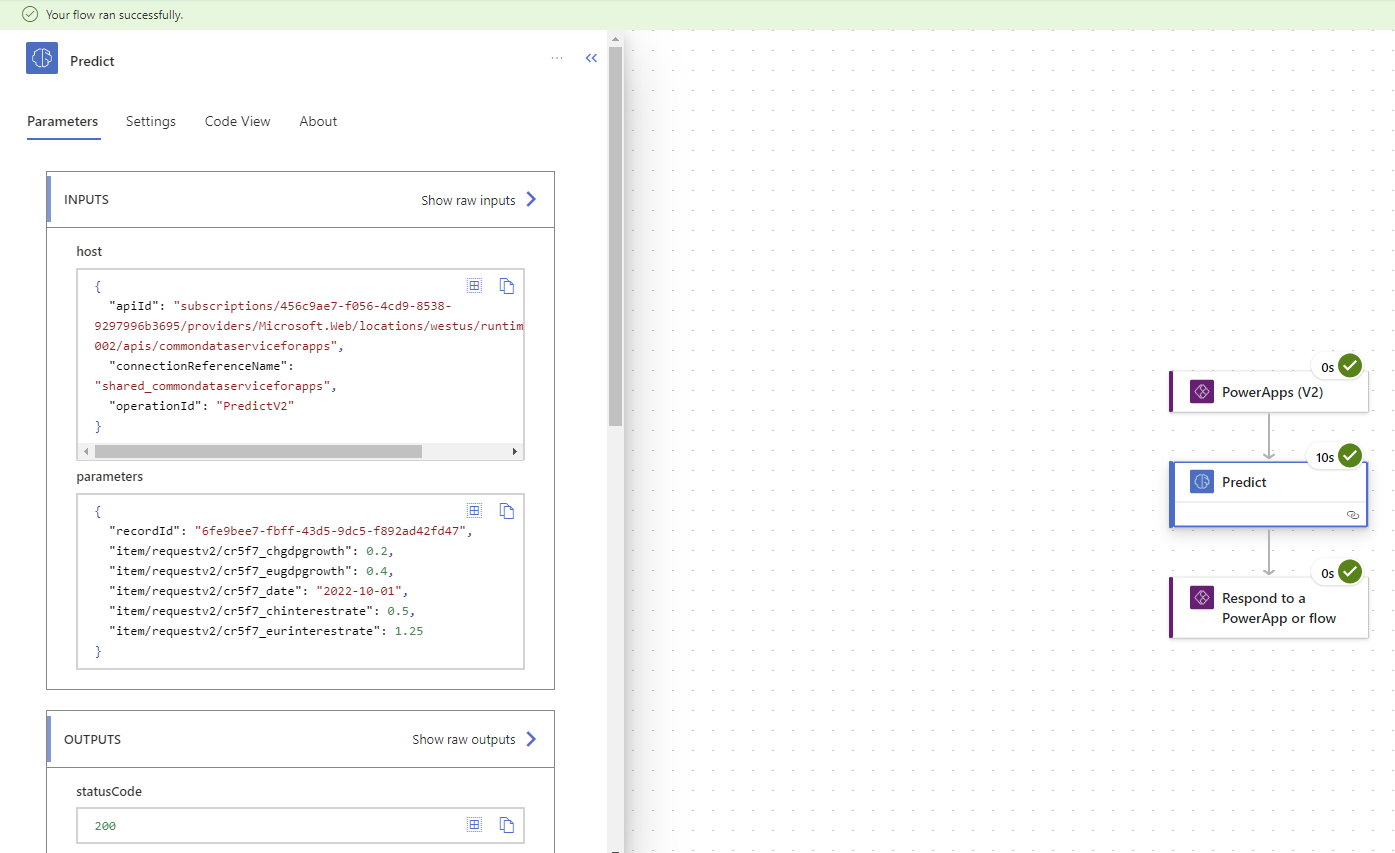 Your flow ran successfully.
Predict
Parameters Settings Code View About
INPUTS Show raw inputs
host
{
"apiId": "subscriptions/456c9ae7-f056-4cd9-8538-
9297996b3695/providers/Microsoft.Web/locations/westus/runtim
002/apis/commondataserviceforapps",
"connectionReferenceName":
"shared_commondataserviceforapps",
"operationId": "PredictV2"
}
parameters
{
"recordId": "6fe9bee7-fbff-43d5-9dc5-f892ad42fd47",
"item/requestv2/cr5f7_chgdpgrowth": 0.2,
"item/requestv2/cr5f7_eugdpgrowth": 0.4,
"item/requestv2/cr5f7_date": "2022-10-01",
"item/requestv2/cr5f7_chinterestrate": 0.5,
"item/requestv2/cr5f7_eurinterestrate": 1.25
}
OUTPUTS Show raw outputs
statusCode
200
0s
PowerApps (V2)
10s
Predict
0s
Respond to a
PowerApp or flow